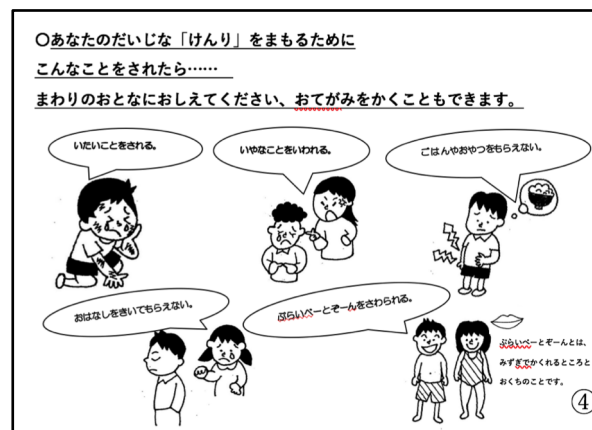 ○あなたのだいじな「けんり」をまもるために
こんなことをされたら……
まわりのおとなにおしえてください、おてがみをかくこともできます。
いたいことをされる。
いやなことをいわれる。
ごはんやおやつをもらえない。
おはなしをきいてもらえない。
ぷらいべーとぞーんをさわられる。
ぷらいべーとぞーんとは、
みずぎでかくれるところと
おくちのことです。
④